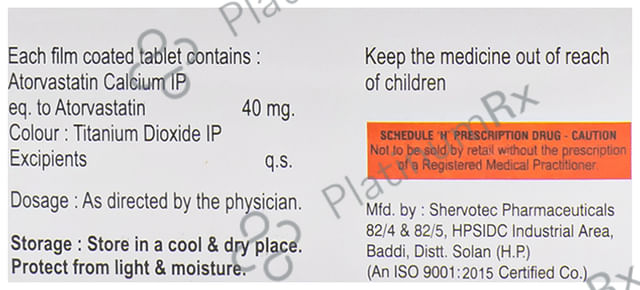 Each film coated tablet contains :
Atorvastatin Calcium IP
eq. to Atorvastatin 40 mg.
Colour : Titanium Dioxide IP
Excipients q.s.
Dosage : As directed by the physician.
Storage : Store in a cool & dry place.
Protect from light & moisture.
Keep the medicine out of reach
of children
SCHEDULE 'H' PRESCRIPTION DRUG - CAUTION
Not to be sold by retail without the prescription
of a Registered Medical Practitioner.
Mfd. by : Shervotec Pharmaceuticals
82/4 & 82/5, HPSIDC Industrial Area,
Baddi, Distt. Solan (H.P.)
(An ISO 9001:2015 Certified Co.)
PlatinumRx
PlatinumRx